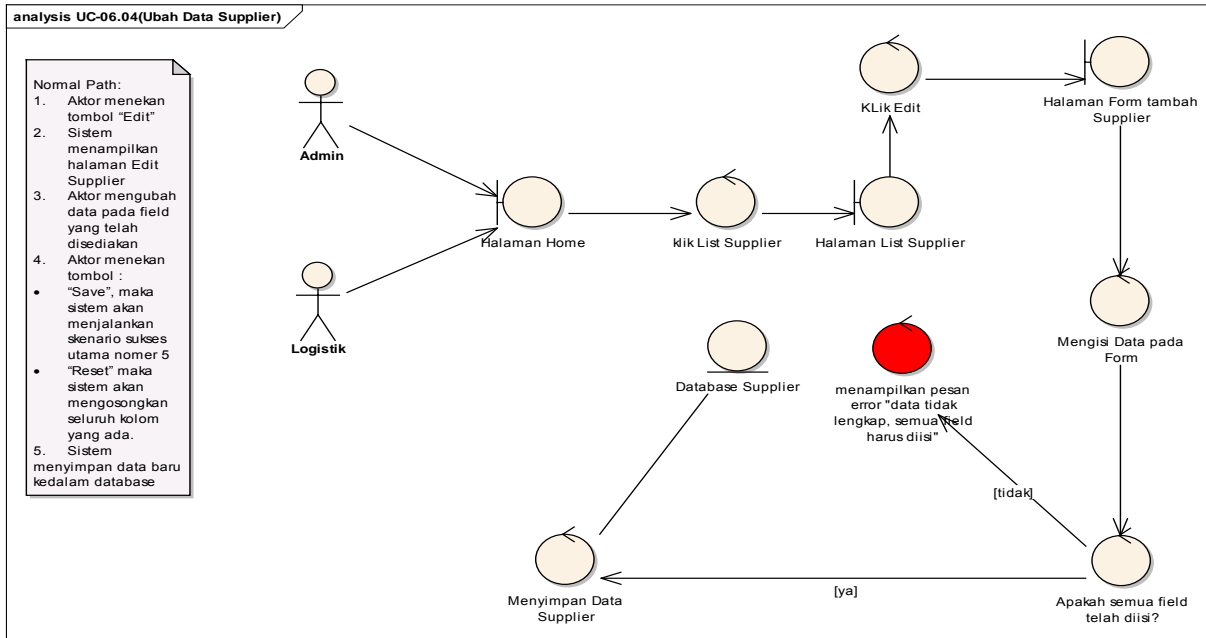 analysis UC-06.04(Ubah Data Supplier)
Normal Path:
1. Aktor menekan
tombol “Edit”
2. Sistem
menampilkan
halaman Edit
Supplier
3. Aktor mengubah
data pada field
yang telah
disediakan
4. Aktor menekan
tombol :
• “Save”, maka
sistem akan
menjalankan
skenario sukses
utama nomer 5
• “Reset” maka
sistem akan
mengosongkan
seluruh kolom
yang ada.
5. Sistem
menyimpan data baru
kedalam database
Admin
Logistik
Halaman Home
klik List Supplier
Halaman List Supplier
KLik Edit
Halaman Form tambah
Supplier
Mengisi Data pada
Form
Apakah semua field
telah diisi?
[tidak]
menampilkan pesan
error "data tidak
lengkap, semua field
harus diisi"
[ya]
Menyimpan Data
Supplier
Database Supplier